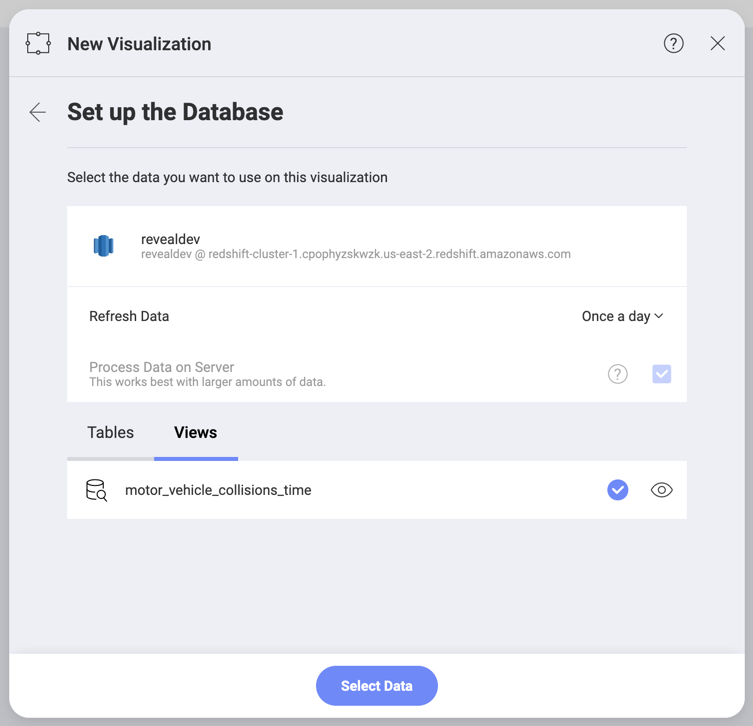 New Visualization
Set up the Database
Select the data you want to use on this visualization
revealdev
revealdev @ redshift-cluster-1.cpophyzskwzk.us-east-2.redshift.amazonaws.com
Refresh Data Once a day
Process Data on Server
This works best with larger amounts of data.
Tables Views
motor_vehicle_collisions_time
Select Data